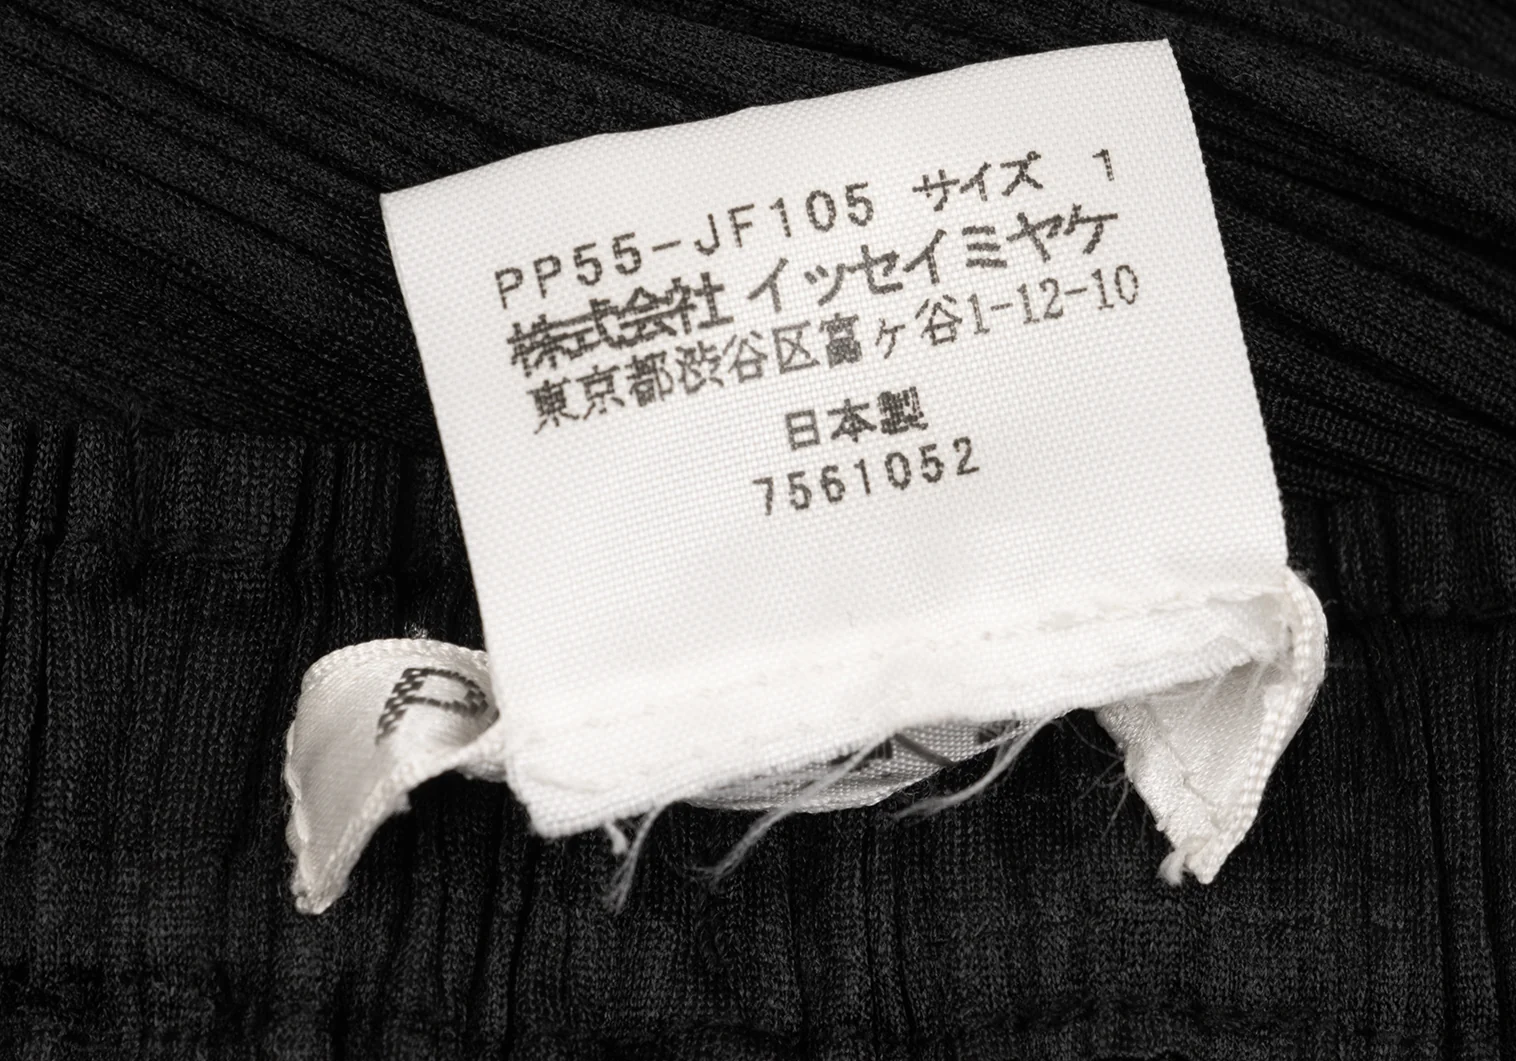 PP55-JF105 サイズ 1
株式会社 イッセイミヤケ
東京都渋谷区富ヶ谷1-12-10
日本製
7561052
P